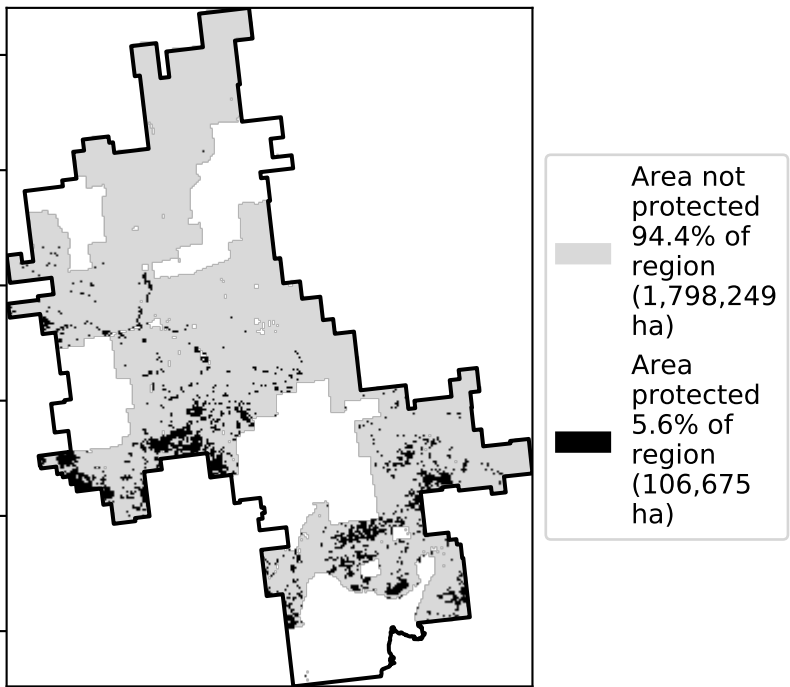 Area not
protected
94.4% of
region
(1,798,249
ha)
Area
protected
5.6% of
region
(106,675
ha)